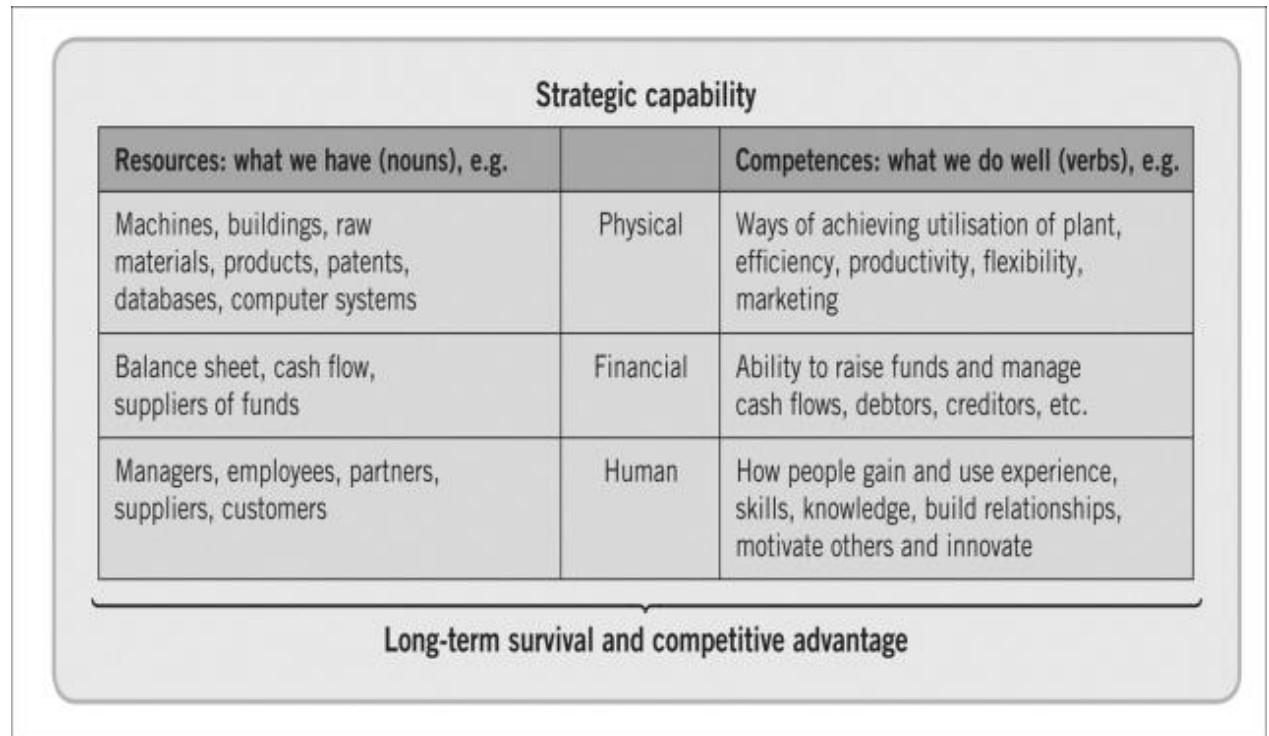 Strategic capability
Resources: what we have (nouns), e.g.
Competences: what we do well (verbs), e.g.
Machines, buildings, raw
materials, products, patents,
databases, computer systems
Physical
Ways of achieving utilisation of plant,
efficiency, productivity, flexibility,
marketing
Balance sheet, cash flow,
suppliers of funds
Financial
Ability to raise funds and manage
cash flows, debtors, creditors, etc.
Managers, employees, partners,
suppliers, customers
Human
How people gain and use experience,
skills, knowledge, build relationships,
motivate others and innovate
Long-term survival and competitive advantage